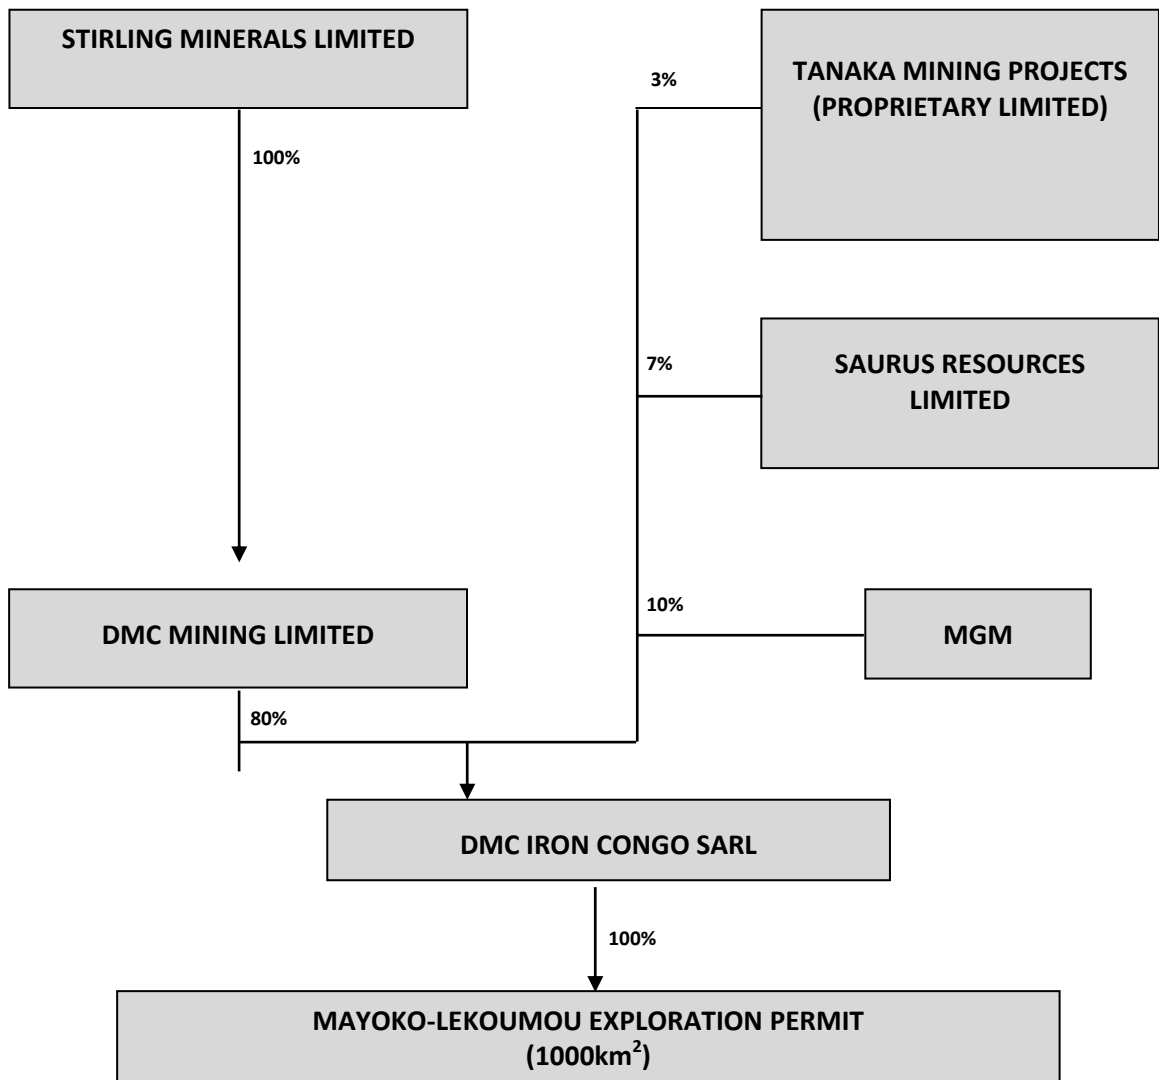 STIRLING MINERALS LIMITED
TANAKA MINING PROJECTS
(PROPRIETARY LIMITED)
3%
100%
SAURUS RESOURCES
LIMITED
7%
10%
DMC MINING LIMITED
MGM
80%
DMC IRON CONGO SARL
100%
MAYOKO-LEKOUMOU EXPLORATION PERMIT
(1000km²)